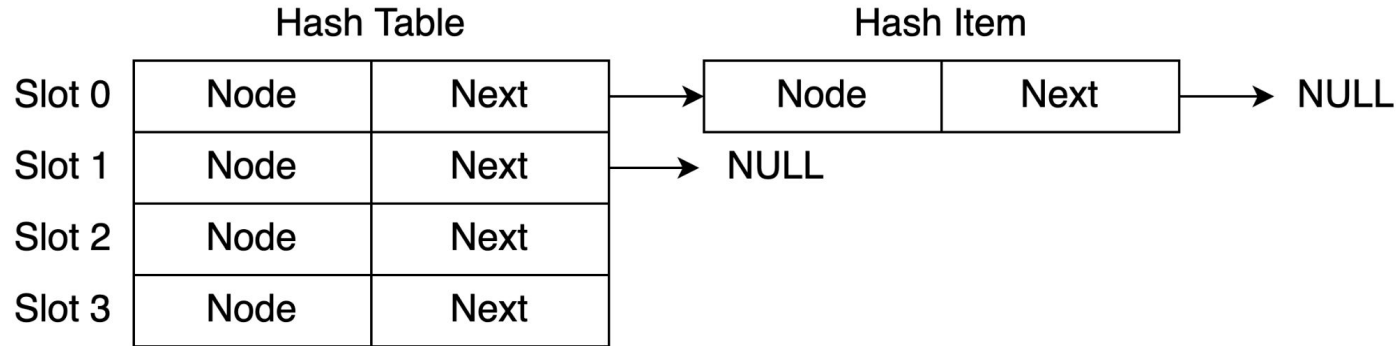 Hash Table Hash Item
Slot 0 Node Next Node Next NULL
Slot 1 Node Next NULL
Slot 2 Node Next
Slot 3 Node Next